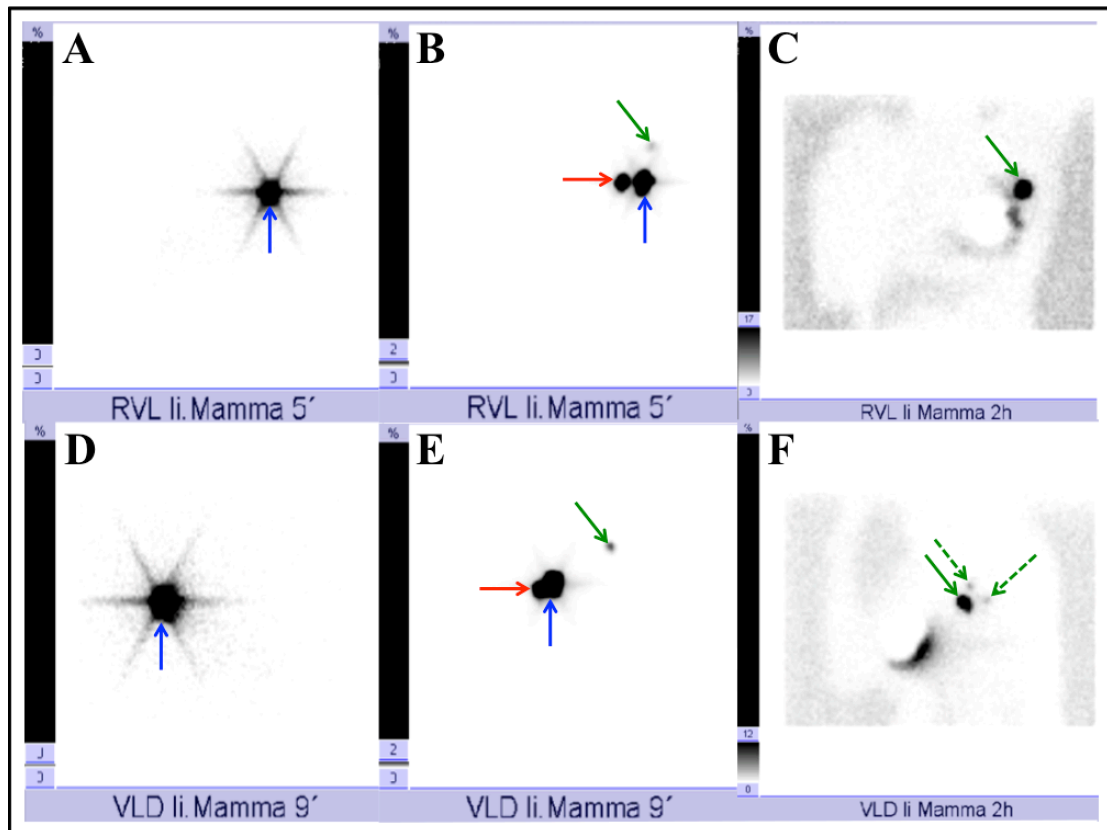 %
A
%
B
%
C
2
17
RVL li.Mamma 5´
RVL li.Mamma 5´
RVL li Mamma 2h
%
D
%
E
%
F
2
12
0
VLD li.Mamma 9´
VLD li.Mamma 9´
VLD li Mamma 2h